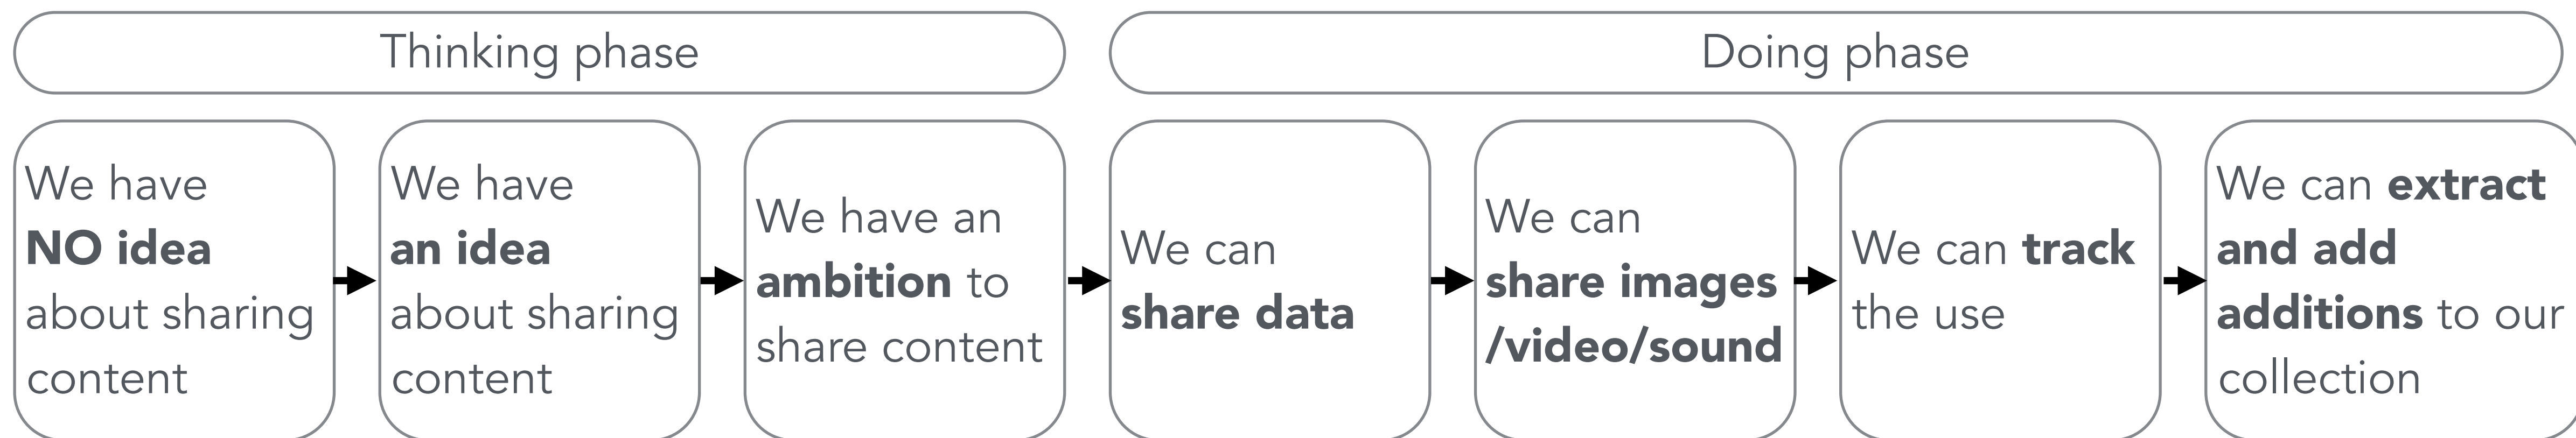 Thinking phase
Doing phase
We have
NO idea
about sharing
content
We have
an idea
about sharing
content
We have an
ambition to
share content
We can
share data
We can
share images
/video/sound
We can track
the use
We can extract
and add
additions to our
collection